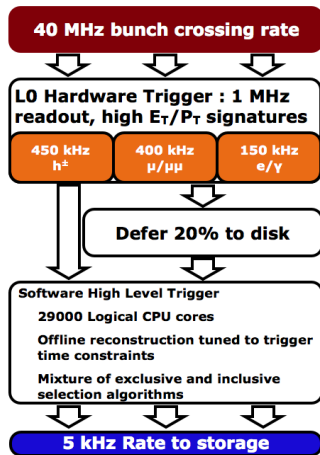 40 MHz bunch crossing rate
L0 Hardware Trigger : 1 MHz
readout, high E_T/P_T signatures
450 kHz
h±
400 kHz
μ/μμ
150 kHz
e/γ
Defer 20% to disk
Software High Level Trigger
29000 Logical CPU cores
Offline reconstruction tuned to trigger
time constraints
Mixture of exclusive and inclusive
selection algorithms
5 kHz Rate to storage